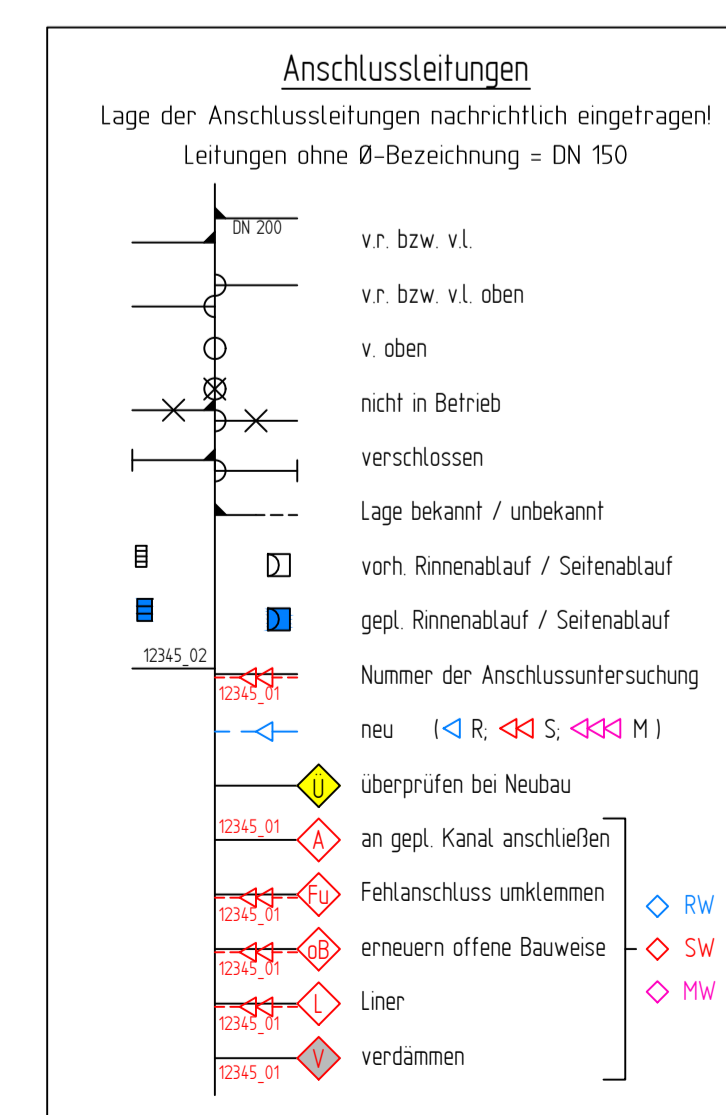 Anschlussleitungen
Lage der Anschlussleitungen nachrichtlich eingetragen!
Leitungen ohne Ø-Bezeichnung = DN 150
DN 200
v.r. bzw. v.l.
v.r. bzw. v.l. oben
v. oben
nicht in Betrieb
verschlossen
Lage bekannt / unbekannt
vorh. Rinnenablauf / Seitenablauf
gepl. Rinnenablauf / Seitenablauf
12345_02
12345_01
Nummer der Anschlussuntersuchung
neu ( R; S; M )
Ü überprüfen bei Neubau
12345_01
A an gepl. Kanal anschließen
Fu Fehlanschluss umklemmen
12345_01
oB erneuern offene Bauweise
12345_01
L Liner
12345_01
V verdämmen
12345_01
RW
SW
MW